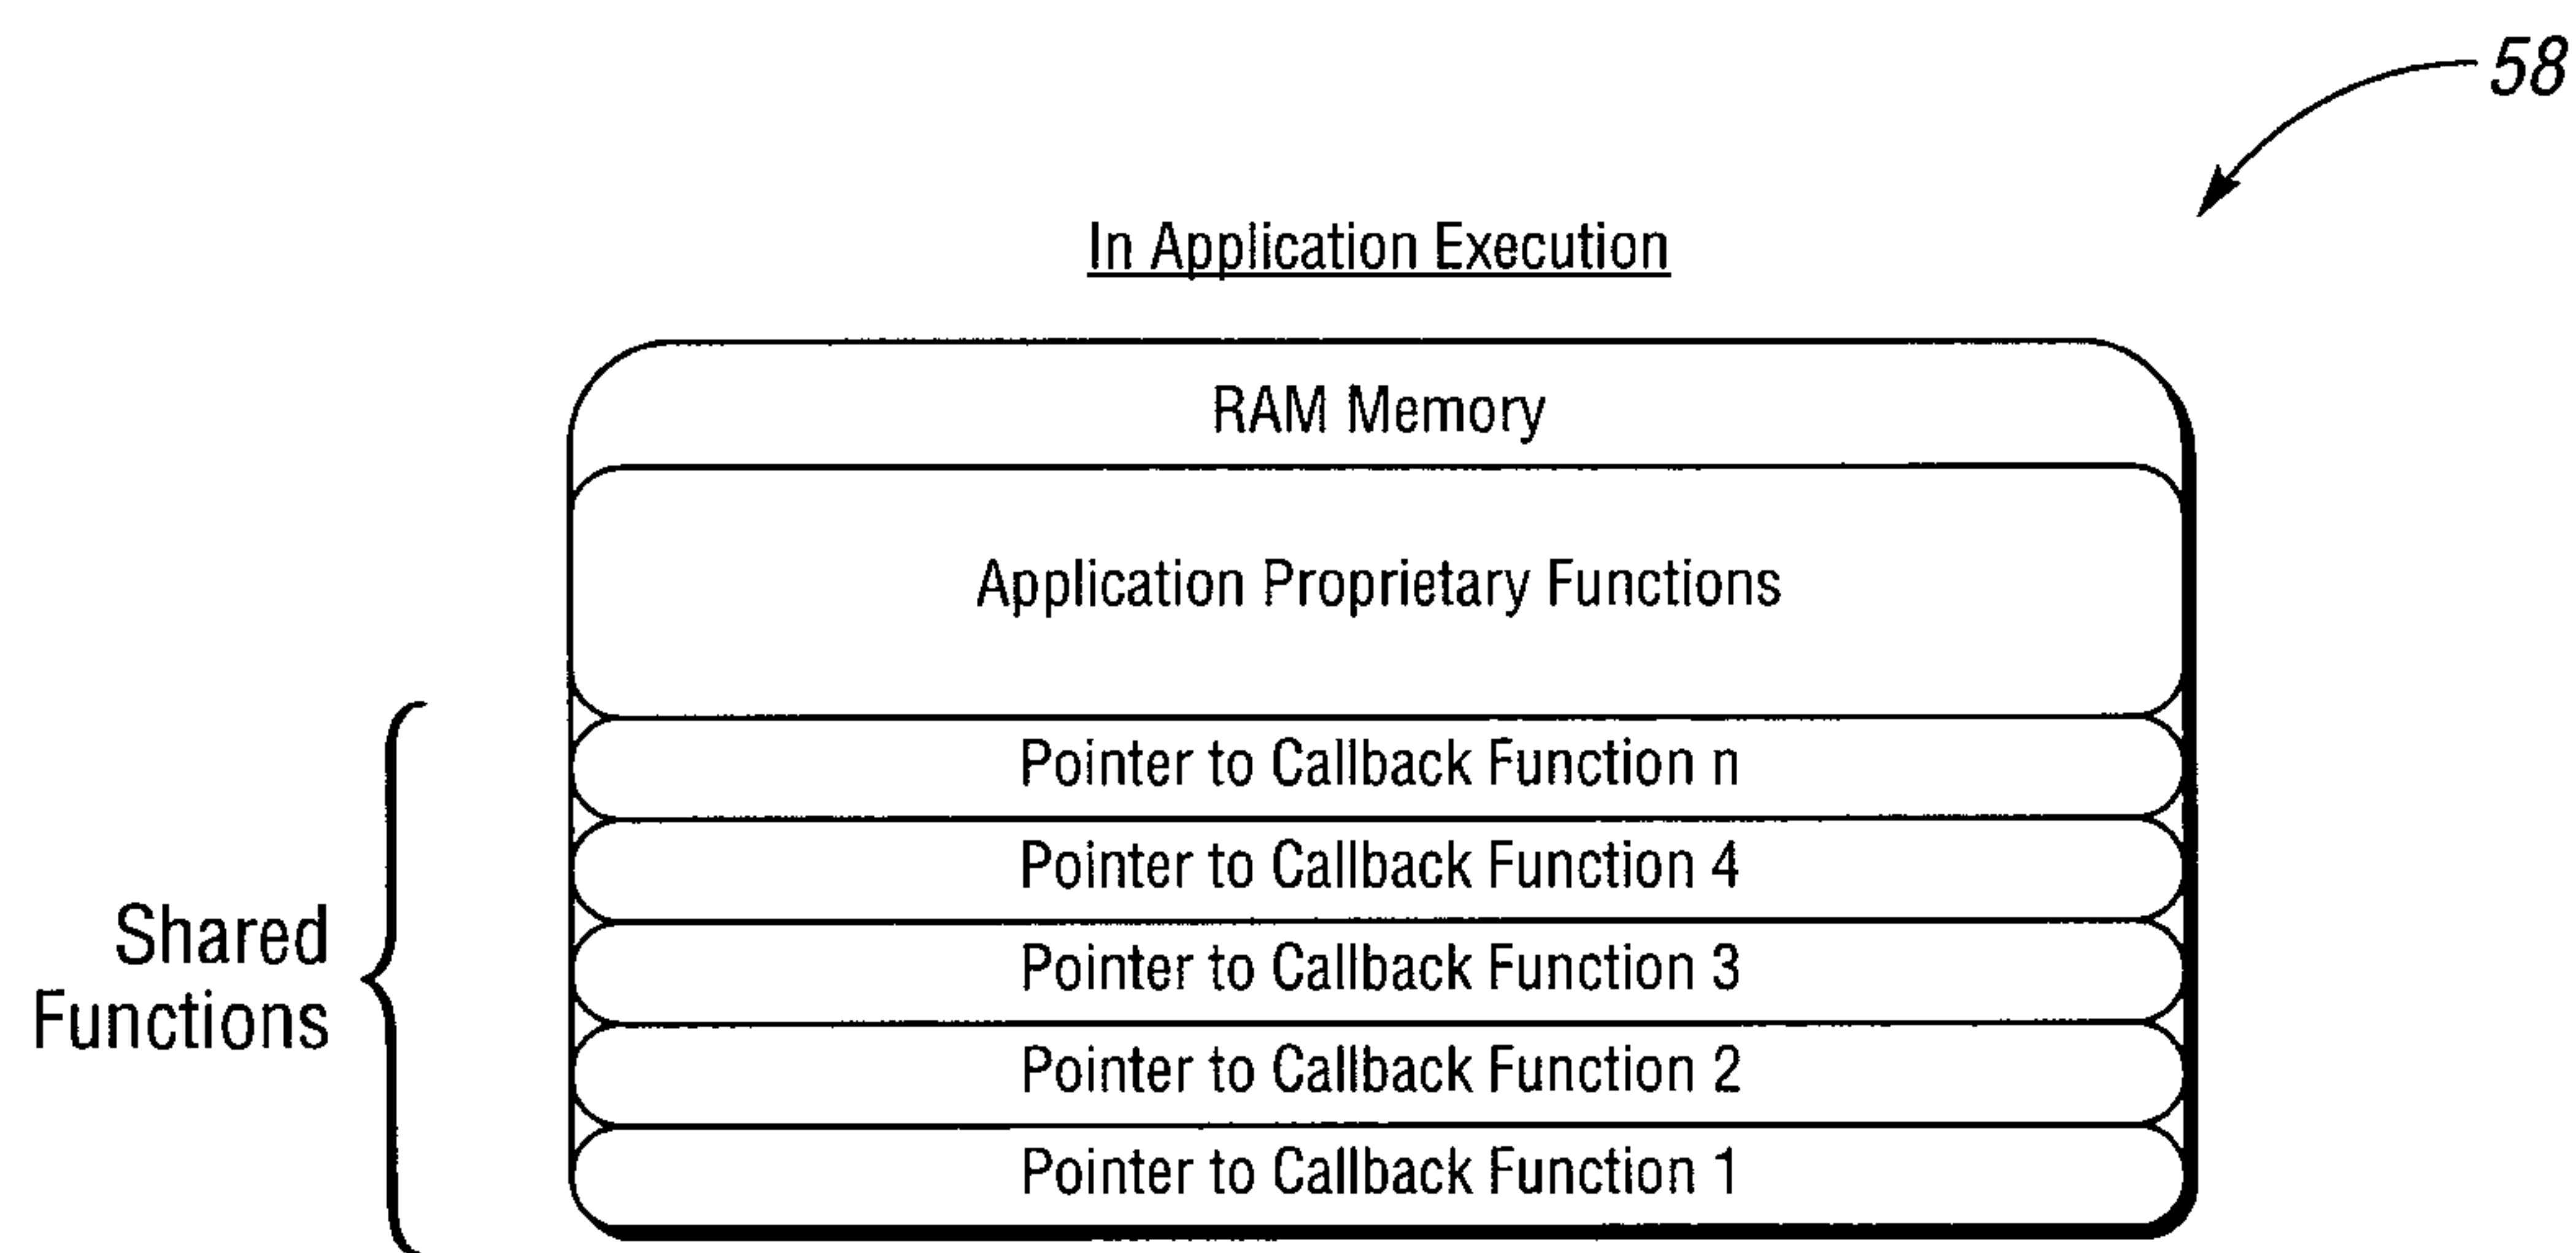 58
In Application Execution
RAM Memory
Application Proprietary Functions
Pointer to Callback Function n
Pointer to Callback Function 4
Pointer to Callback Function 3
Pointer to Callback Function 2
Pointer to Callback Function 1
Shared
Functions